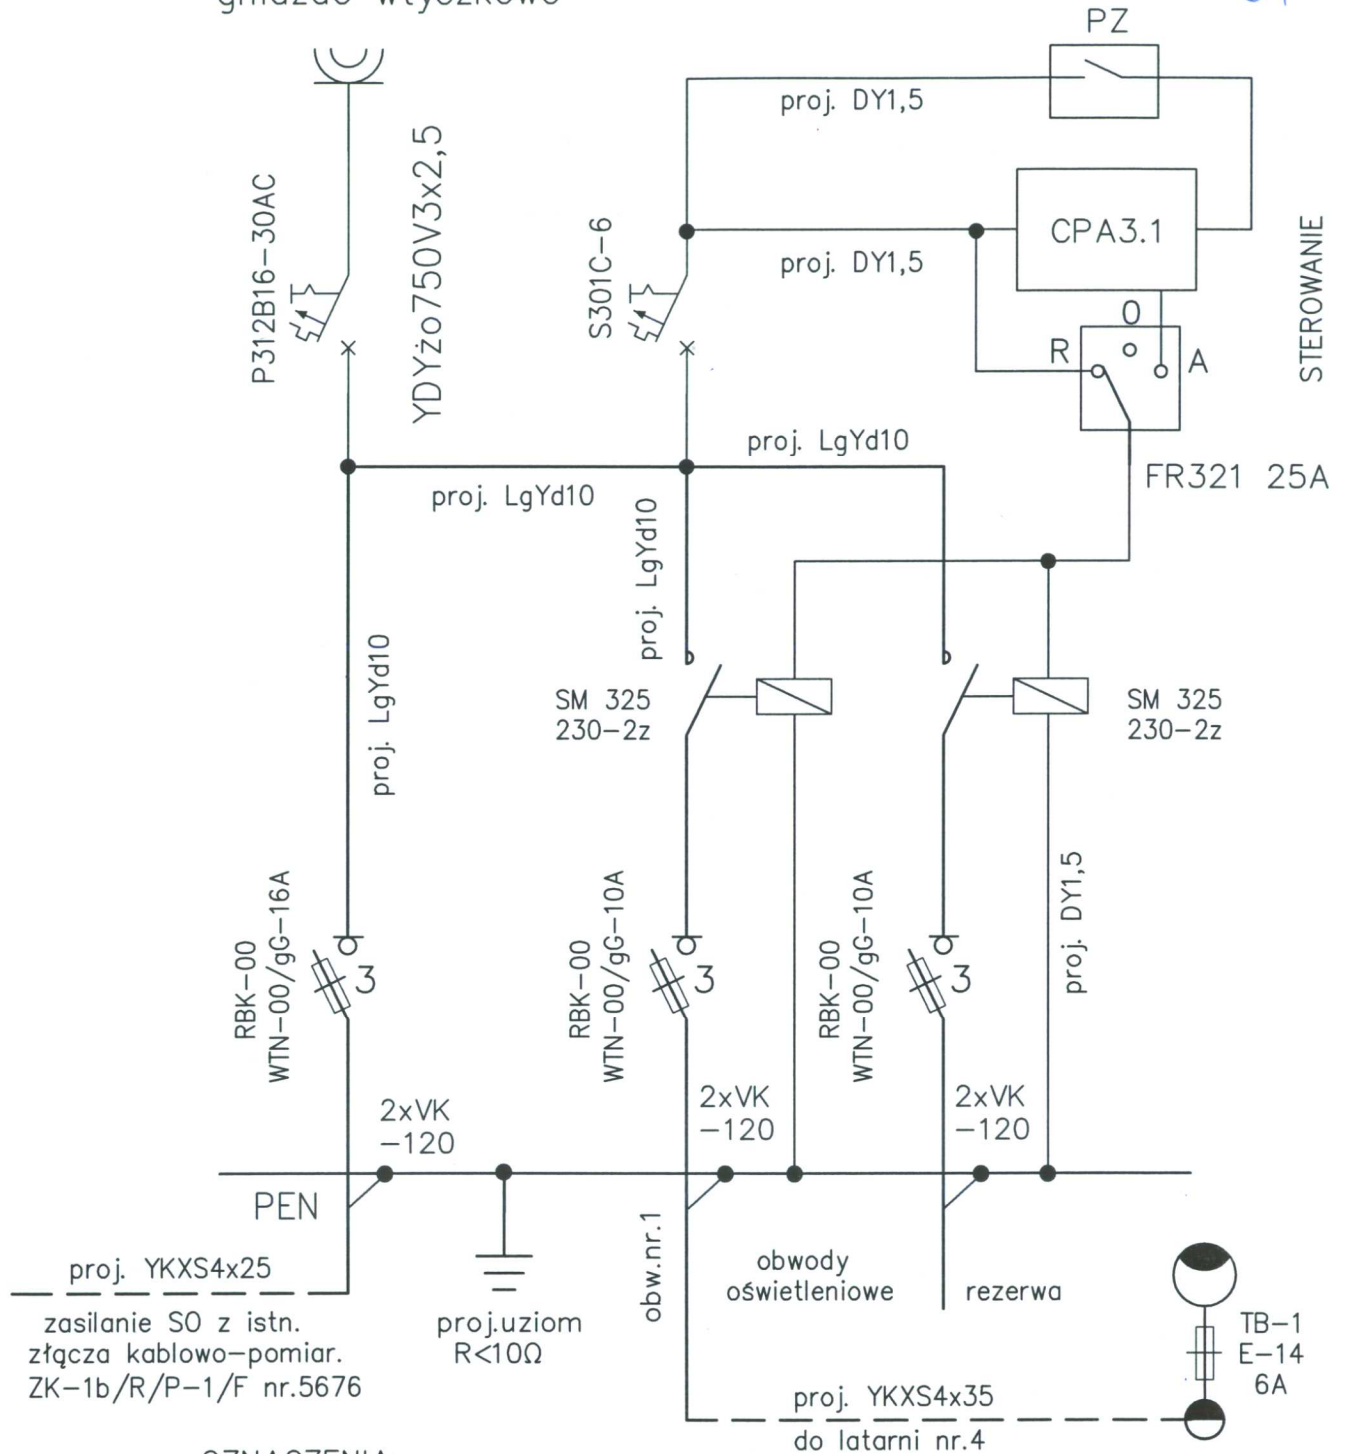 gniazdo wtyczkowe
PZ
proj. DY1,5
P312B16-30AC
YDYżo750V3x2,5
S301C-6
CPA3.1
proj. DY1,5
STEROWANIE
0
R
A
proj. LgYd10
FR321 25A
proj. LgYd10
proj. LgYd10
proj. LgYd10
SM 325
230-2z
SM 325
230-2z
proj. DY1,5
RBK-00
WTN-00/gG-16A
3
RBK-00
WTN-00/gG-10A
3
RBK-00
WTN-00/gG-10A
3
2xVK
-120
2xVK
-120
2xVK
-120
PEN
proj. YKXS4x25
zasilanie SO z istn.
złącza kablowo-pomiar.
ZK-1b/R/P-1/F nr.5676
proj.uziom
R<10Ω
obw.nr.1
obwody
oświetleniowe
rezerwa
TB-1
E-14
6A
proj. YKXS4x35
do latarni nr.4
OZNACZENIA